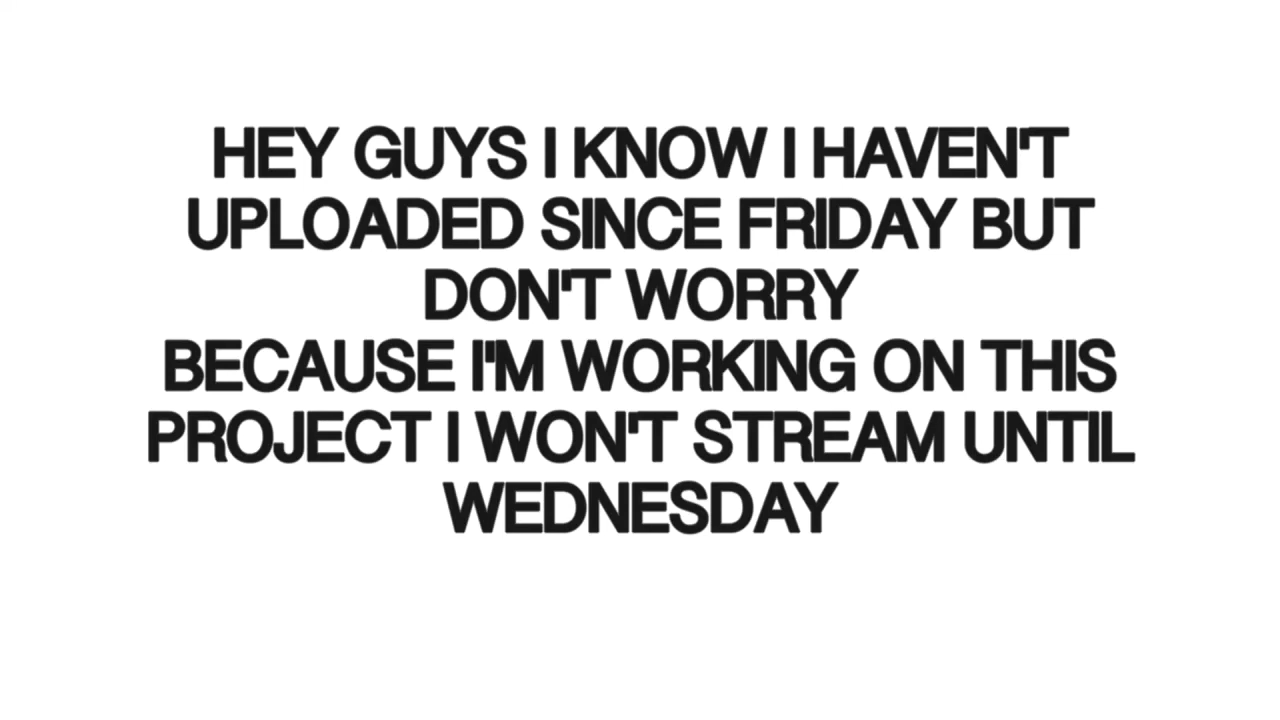 HEY GUYS I KNOW I HAVEN'T
UPLOADED SINCE FRIDAY BUT
DON'T WORRY
BECAUSE I'M WORKING ON THIS
PROJECT I WON'T STREAM UNTIL
WEDNESDAY